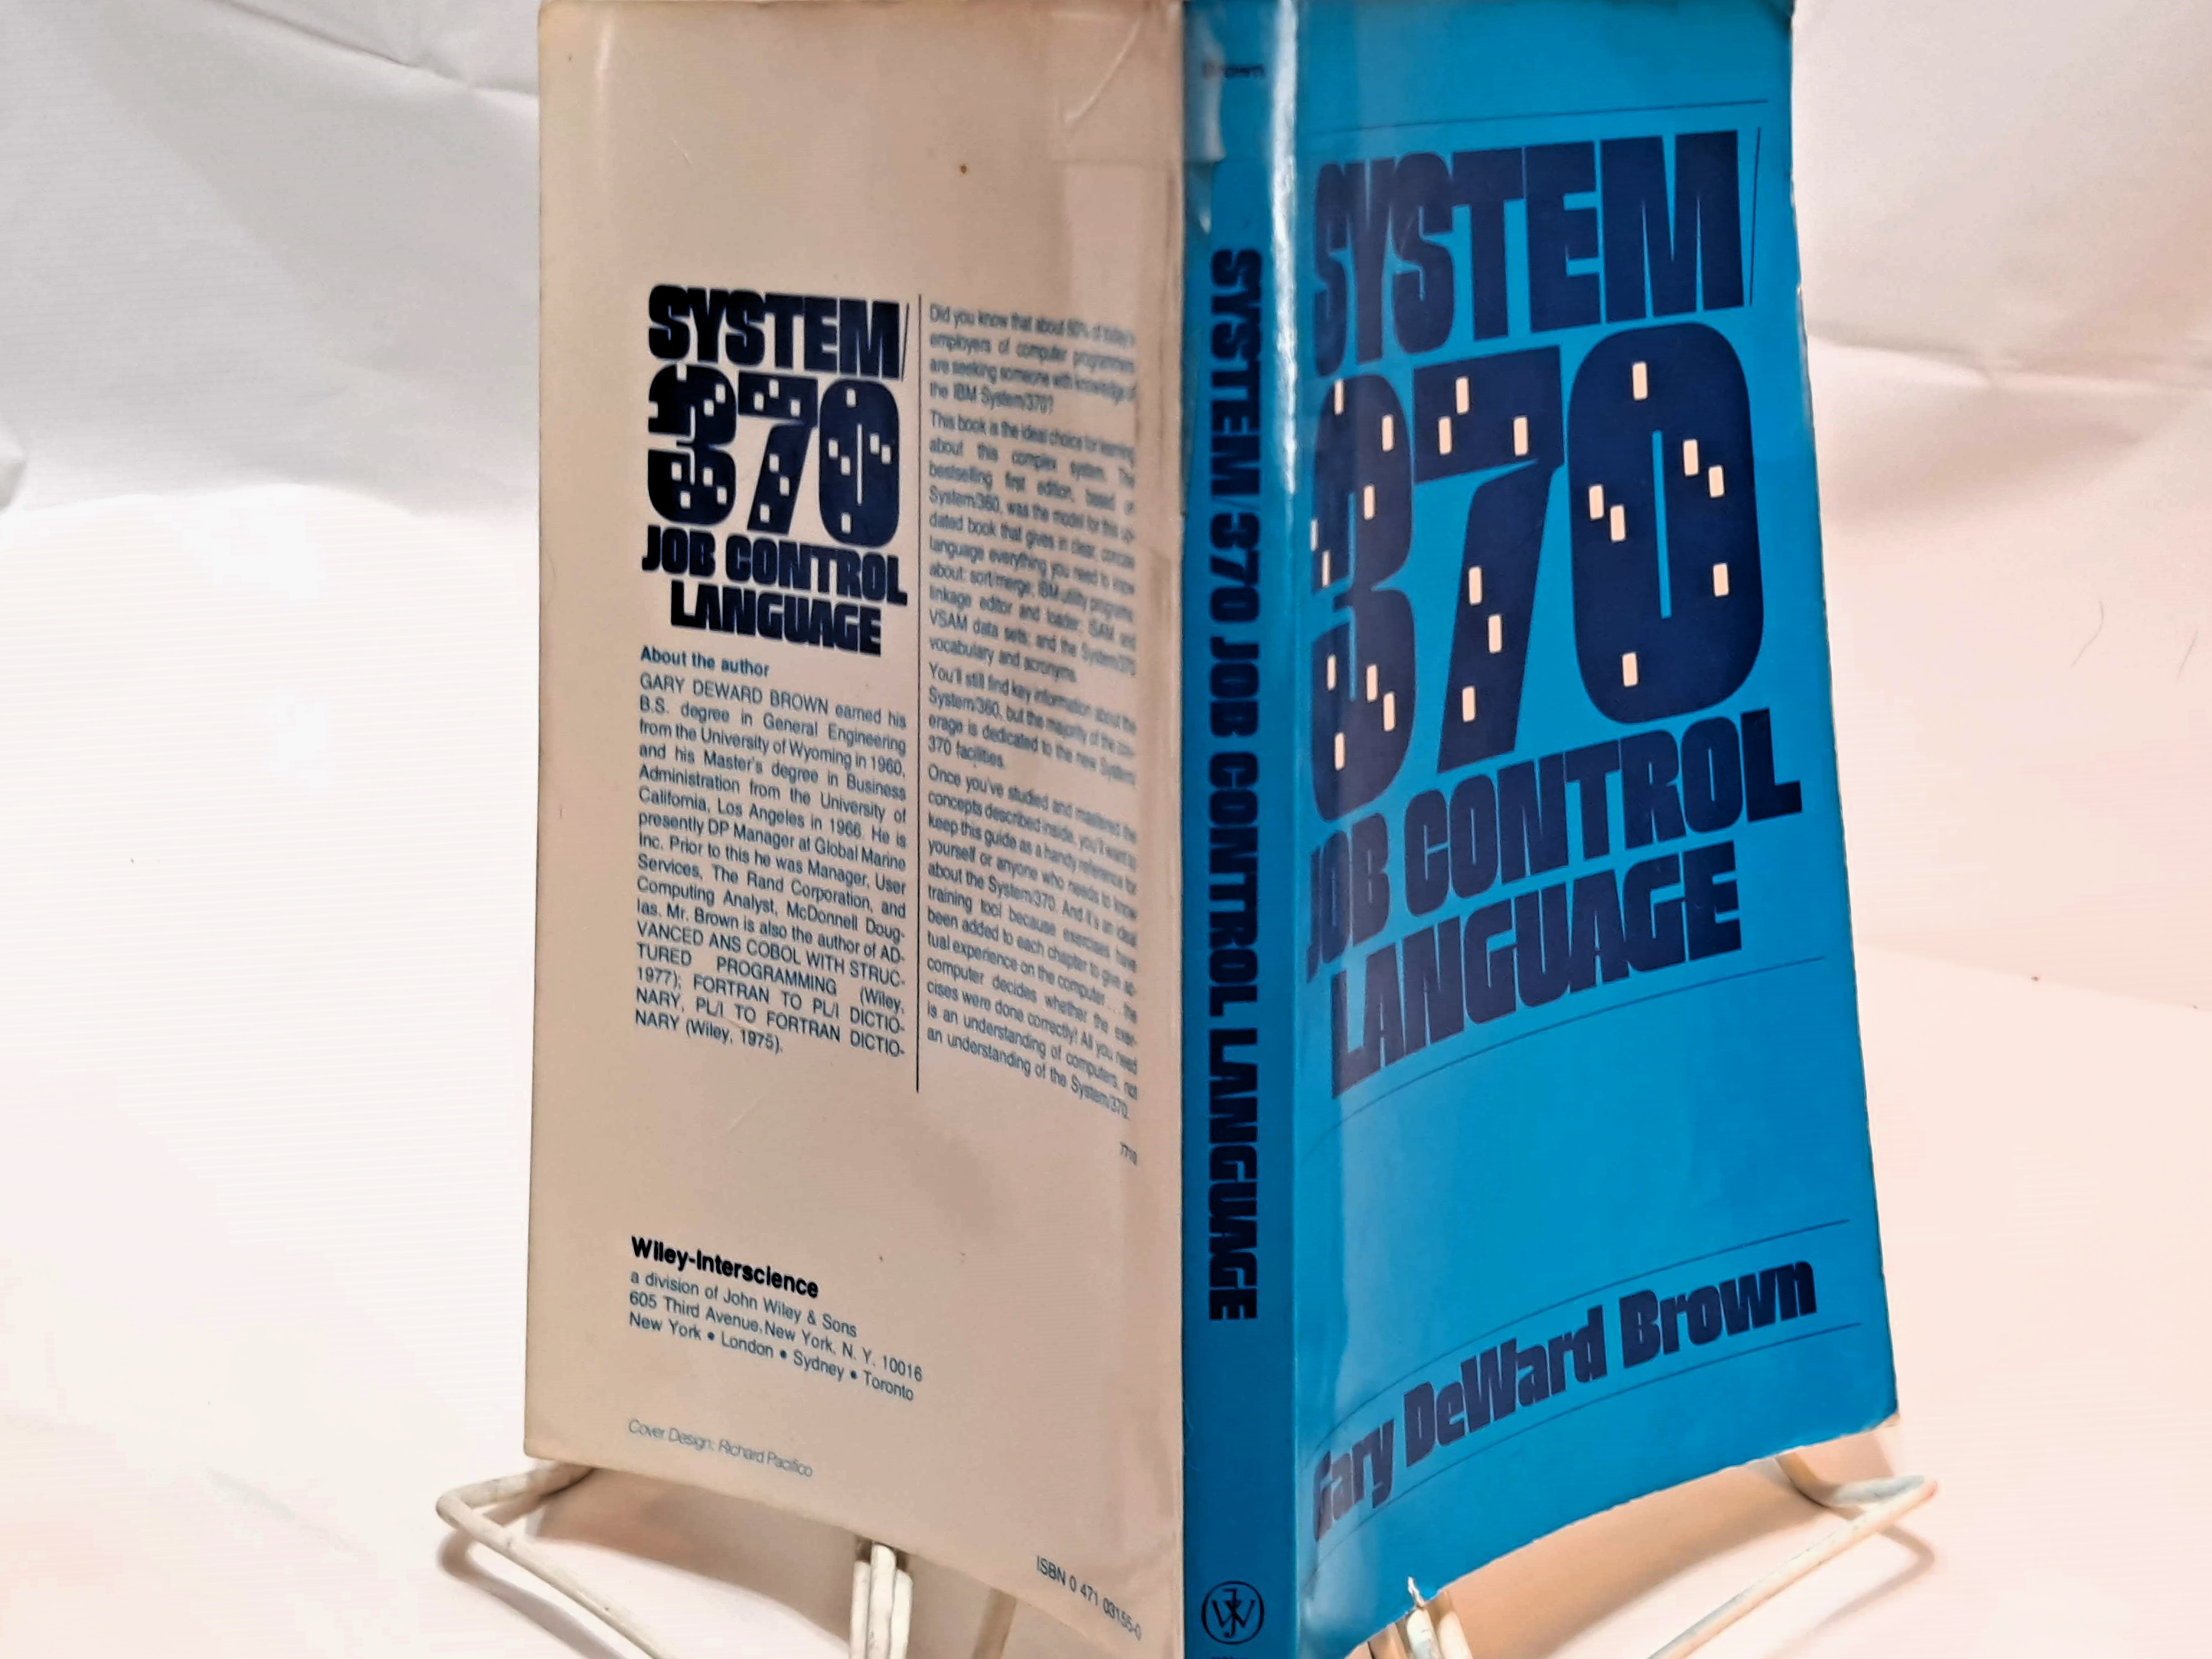 SYSTEM/
370
JOB CONTROL
LANGUAGE
About the author
GARY DEWARD BROWN earned his
B.S. degree in General Engineering
from the University of Wyoming in 1960,
and his Master's degree in Business
Administration from the University of
California, Los Angeles in 1966. He is
presently DP Manager at Global Marine
Inc. Prior to this he was Manager, User
Services, The Rand Corporation, and
Computing Analyst, McDonnell Doug-
las. Mr. Brown is also the author of AD-
VANCED ANS COBOL WITH STRUC-
TURED PROGRAMMING (Wiley,
1977); FORTRAN TO PL/I DICTIO-
NARY, PL/I TO FORTRAN DICTIO-
NARY (Wiley, 1975).
Did you know that about 60% of today's
employers of computer programmers
are seeking someone with knowledge of
the IBM System/370?
This book is the ideal choice for learning
about this complex system. The
bestselling first edition, based on
System/360, was the model for this up-
dated book that gives in clear, concise
language everything you need to know
about: sort/merge; IBM utility programs;
linkage editor and loader; ISAM and
VSAM data sets; and the System/370
vocabulary and acronyms.
You'll still find key information about the
System/360, but the majority of the cov-
erage is dedicated to the new System/
370 facilities.
Once you've studied and mastered the
concepts described inside, you'll want to
keep this guide as a handy reference for
yourself or anyone who needs to know
about the System/370. And it's an ideal
training tool because exercises have
been added to each chapter to give ac-
tual experience on the computer...the
computer decides whether the exer-
cises were done correctly! All you need
is an understanding of computers, not
an understanding of the System/370.
7710
Wiley-Interscience
a division of John Wiley & Sons
605 Third Avenue, New York, N. Y. 10016
New York • London • Sydney • Toronto
Cover Design: Richard Pacifico
ISBN 0 471 03155-0
Brown
SYSTEM/370 JOB CONTROL LANGUAGE
SYSTEM/
370
JOB CONTROL
LANGUAGE
Gary DeWard Brown